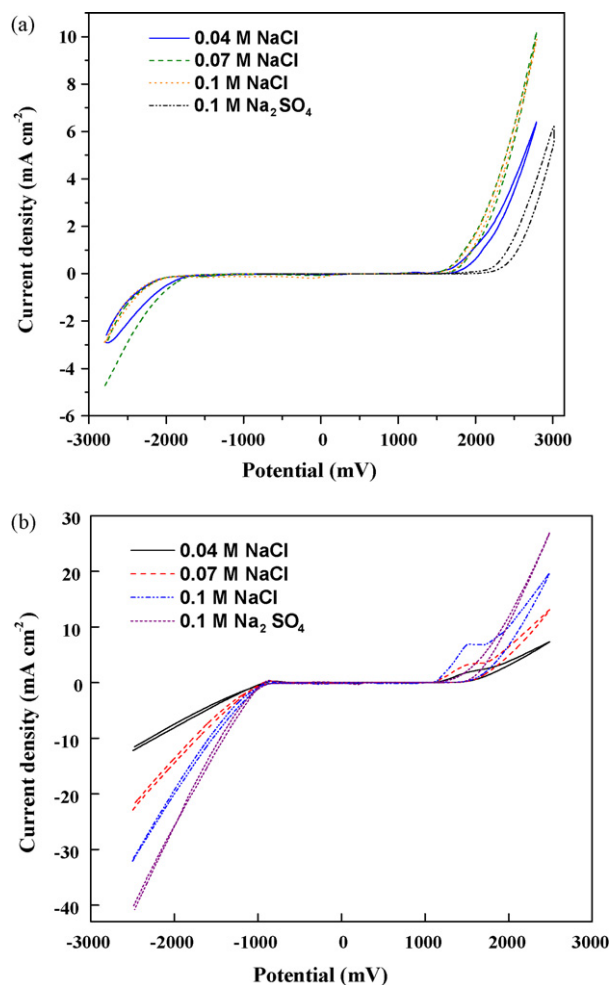 (a)
0.04 M NaCl
0.07 M NaCl
0.1 M NaCl
0.1 M Na₂SO₄
Current density (mA cm⁻²)
10
8
6
4
2
0
-2
-4
-6
-3000 -2000 -1000 0 1000 2000 3000
Potential (mV)
(b)
0.04 M NaCl
0.07 M NaCl
0.1 M NaCl
0.1 M Na₂ SO₄
Current density (mA cm⁻²)
30
20
10
0
-10
-20
-30
-40
-3000 -2000 -1000 0 1000 2000 3000
Potential (mV)